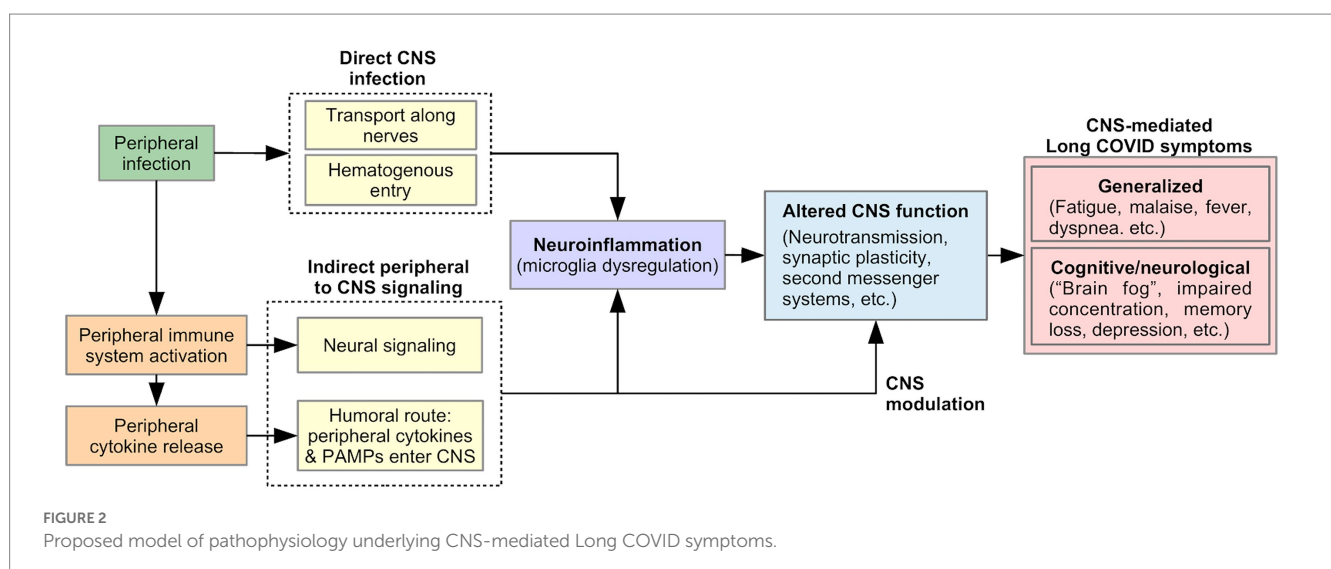 Direct CNS
infection
Transport along
nerves
Hematogenous
entry
Peripheral
infection
Indirect peripheral
to CNS signaling
Peripheral immune
system activation
Neural signaling
Peripheral
cytokine release
Humoral route:
peripheral cytokines
& PAMPs enter CNS
Neuroinflammation
(microglia dysregulation)
Altered CNS function
(Neurotransmission,
synaptic plasticity,
second messenger
systems, etc.)
CNS
modulation
CNS-mediated
Long COVID symptoms
Generalized
(Fatigue, malaise, fever,
dyspnea. etc.)
Cognitive/neurological
(“Brain fog”, impaired
concentration, memory
loss, depression, etc.)
FIGURE 2
Proposed model of pathophysiology underlying CNS-mediated Long COVID symptoms.